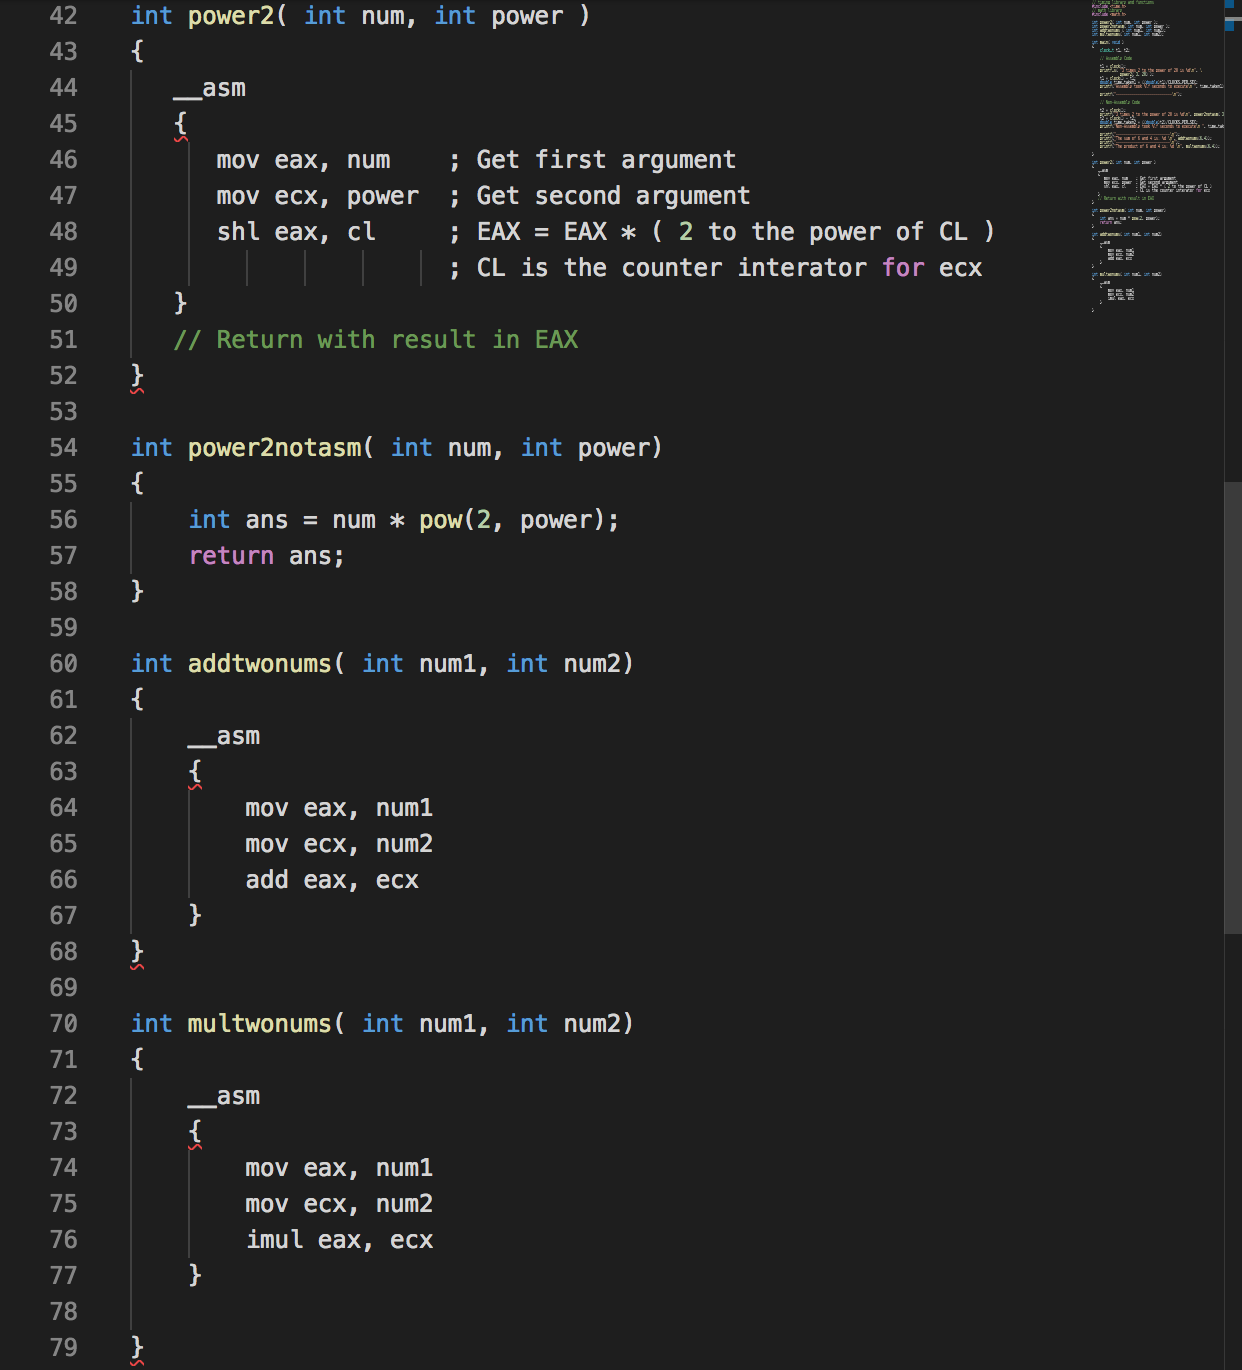 42 int power2( int num, int power )
43 {
44 __asm
45 {
46 mov eax, num ; Get first argument
47 mov ecx, power ; Get second argument
48 shl eax, cl ; EAX = EAX * ( 2 to the power of CL )
49 ; CL is the counter interator for ecx
50 }
51 // Return with result in EAX
52 }
53
54 int power2notasm( int num, int power)
55 {
56 int ans = num * pow(2, power);
57 return ans;
58 }
59
60 int addtwonums( int num1, int num2)
61 {
62 __asm
63 {
64 mov eax, num1
65 mov ecx, num2
66 add eax, ecx
67 }
68 }
69
70 int multwonums( int num1, int num2)
71 {
72 __asm
73 {
74 mov eax, num1
75 mov ecx, num2
76 imul eax, ecx
77 }
78
79 }